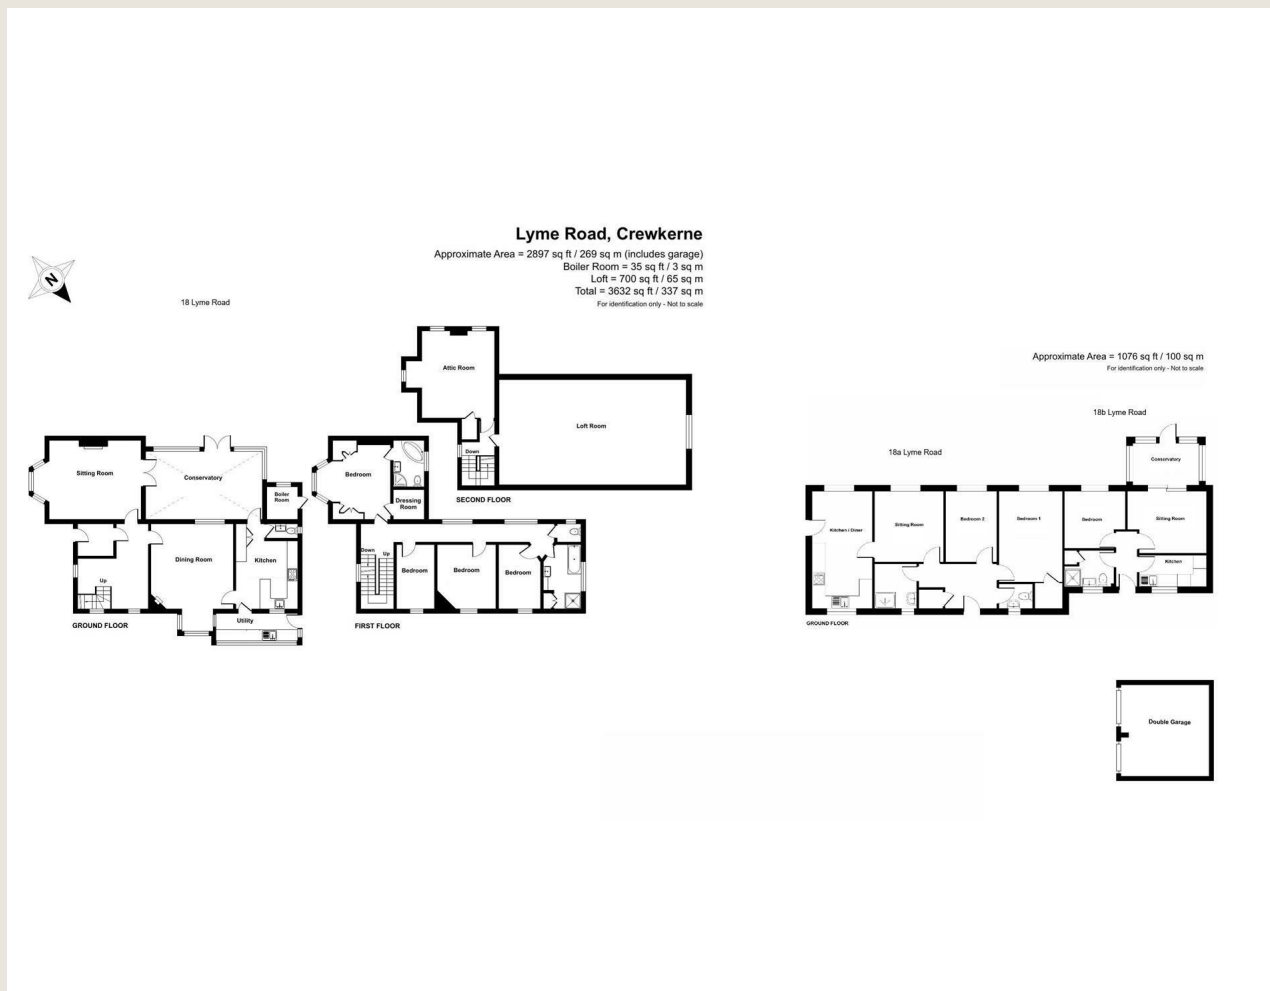 Lyme Road, Crewkerne
Approximate Area = 2897 sq ft / 269 sq m (includes garage)
Boiler Room = 35 sq ft / 3 sq m
Loft = 700 sq ft / 65 sq m
Total = 3632 sq ft / 337 sq m
For identification only - Not to scale
N
18 Lyme Road
Sitting Room
Conservatory
Boiler
Room
Dining Room
Kitchen
Up
Utility
GROUND FLOOR
Bedroom
Dressing
Room
Down
Up
Bedroom
Bedroom
Bedroom
FIRST FLOOR
Attic Room
Loft Room
Down
SECOND FLOOR
Approximate Area = 1076 sq ft / 100 sq m
For identification only - Not to scale
18b Lyme Road
18a Lyme Road
Conservatory
Kitchen / Diner
Sitting Room
Bedroom 2
Bedroom 1
Bedroom
Sitting Room
Kitchen
GROUND FLOOR
Double Garage